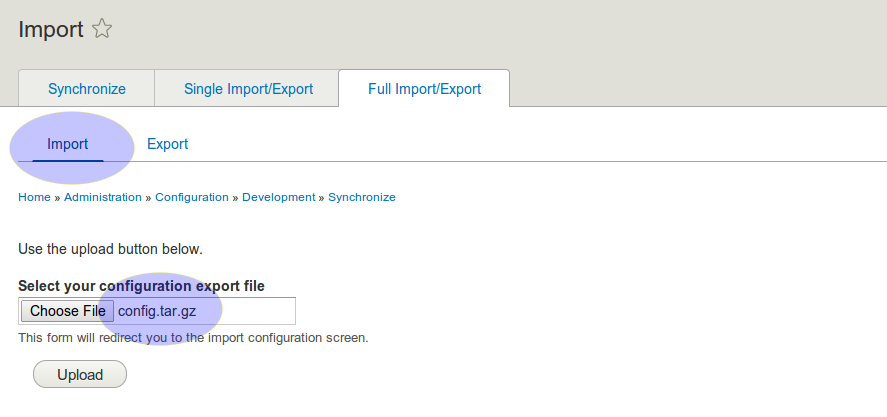 Import
Synchronize Single Import/Export Full Import/Export
Import Export
Home » Administration » Configuration » Development » Synchronize
Use the upload button below.
Select your configuration export file
Choose File config.tar.gz
This form will redirect you to the import configuration screen.
Upload